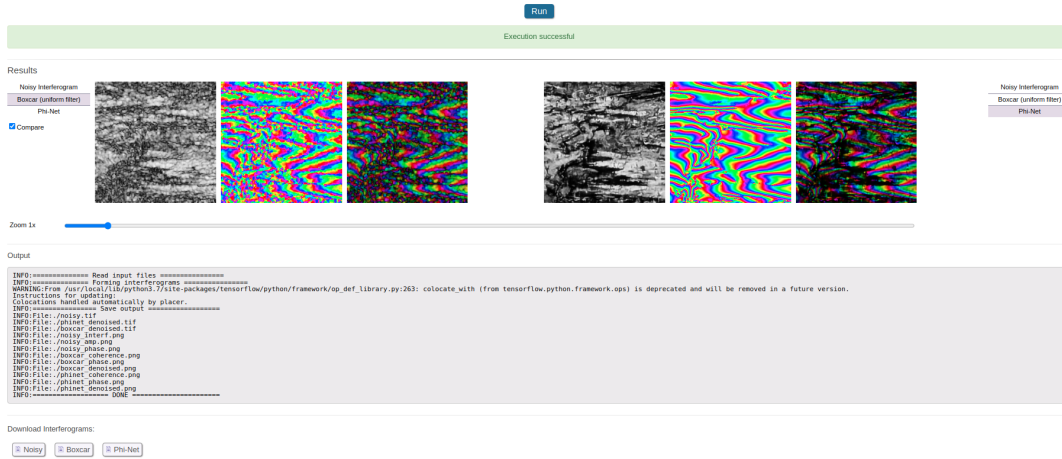 Run
Execution successful
Results
Noisy Interferogram
Boxcar (uniform filter)
Phi-Net
Compare
Noisy Interferogram
Boxcar (uniform filter)
Phi-Net
Zoom 1x
Output
INFO:============== Read input files ================
INFO:============== Forming interferograms ================
WARNING:From /usr/local/lib/python3.7/site-packages/tensorflow/python/framework/op_def_library.py:263: colocate_with (from tensorflow.python.framework.ops) is deprecated and will be removed in a future version.
Instructions for updating:
Colocations handled automatically by placer.
INFO:================ Save output ==================
INFO:File:./noisy.tif
INFO:File:./phinet_denoised.tif
INFO:File:./boxcar_denoised.tif
INFO:File:./noisy_interf.png
INFO:File:./noisy_amp.png
INFO:File:./noisy_phase.png
INFO:File:./boxcar_coherence.png
INFO:File:./boxcar_phase.png
INFO:File:./boxcar_denoised.png
INFO:File:./phinet_coherence.png
INFO:File:./phinet_phase.png
INFO:File:./phinet_denoised.png
INFO:=================== DONE ======================
Download Interferograms:
Noisy Boxcar Phi-Net